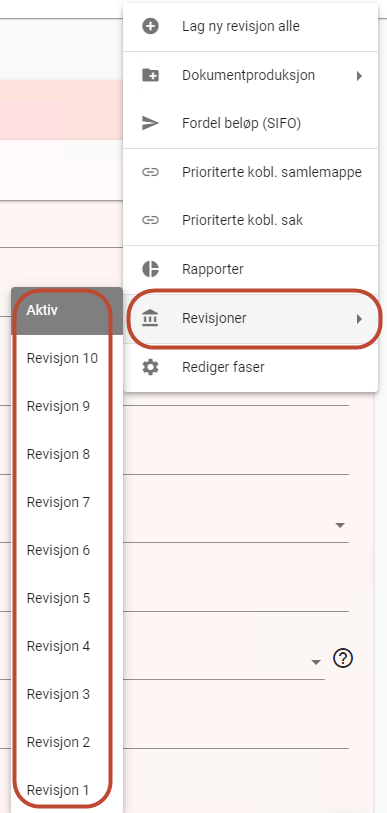 Lag ny revisjon alle
Dokumentproduksjon
Fordel beløp (SIFO)
Prioriterte kobl. samlemappe
Prioriterte kobl. sak
Rapporter
Revisjoner
Rediger faser
Aktiv
Revisjon 10
Revisjon 9
Revisjon 8
Revisjon 7
Revisjon 6
Revisjon 5
Revisjon 4
Revisjon 3
Revisjon 2
Revisjon 1